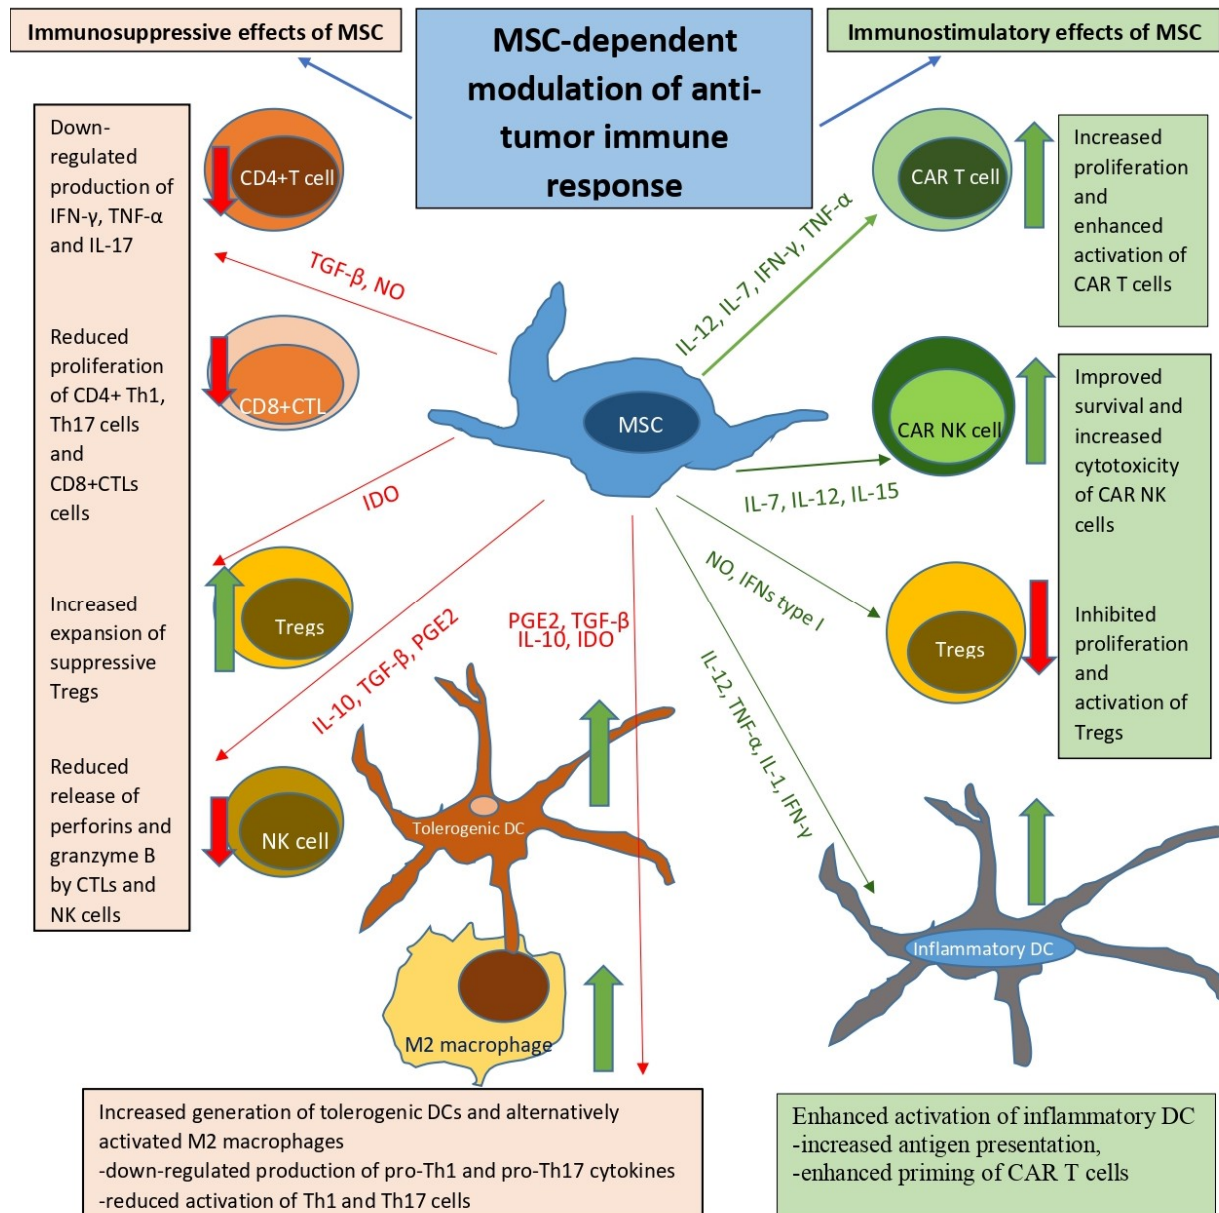 Immunosuppressive effects of MSC
MSC-dependent
modulation of anti-
tumor immune
response
Immunostimulatory effects of MSC
Down-
regulated
production of
IFN-γ, TNF-α
and IL-17
Reduced
proliferation
of CD4+ Th1,
Th17 cells
and
CD8+CTLs
cells
Increased
expansion of
suppressive
Tregs
Reduced
release of
perforins and
granzyme B
by CTLs and
NK cells
CD4+T cell
TGF-β, NO
CD8+CTL
IDO
Tregs
IL-10, TGF-β, PGE2
NK cell
MSC
PGE2, TGF-β
IL-10, IDO
Tolerogenic DC
M2 macrophage
IL-12, IL-7, IFN-γ, TNF-α
CAR T cell
IL-7, IL-12, IL-15
CAR NK cell
NO, IFNs type I
Tregs
IL-12, TNF-α, IL-1, IFN-γ
Inflammatory DC
Increased
proliferation
and
enhanced
activation of
CAR T cells
Improved
survival and
increased
cytotoxicity
of CAR NK
cells
Inhibited
proliferation
and
activation of
Tregs
Increased generation of tolerogenic DCs and alternatively
activated M2 macrophages
-down-regulated production of pro-Th1 and pro-Th17 cytokines
-reduced activation of Th1 and Th17 cells
Enhanced activation of inflammatory DC
-increased antigen presentation,
-enhanced priming of CAR T cells